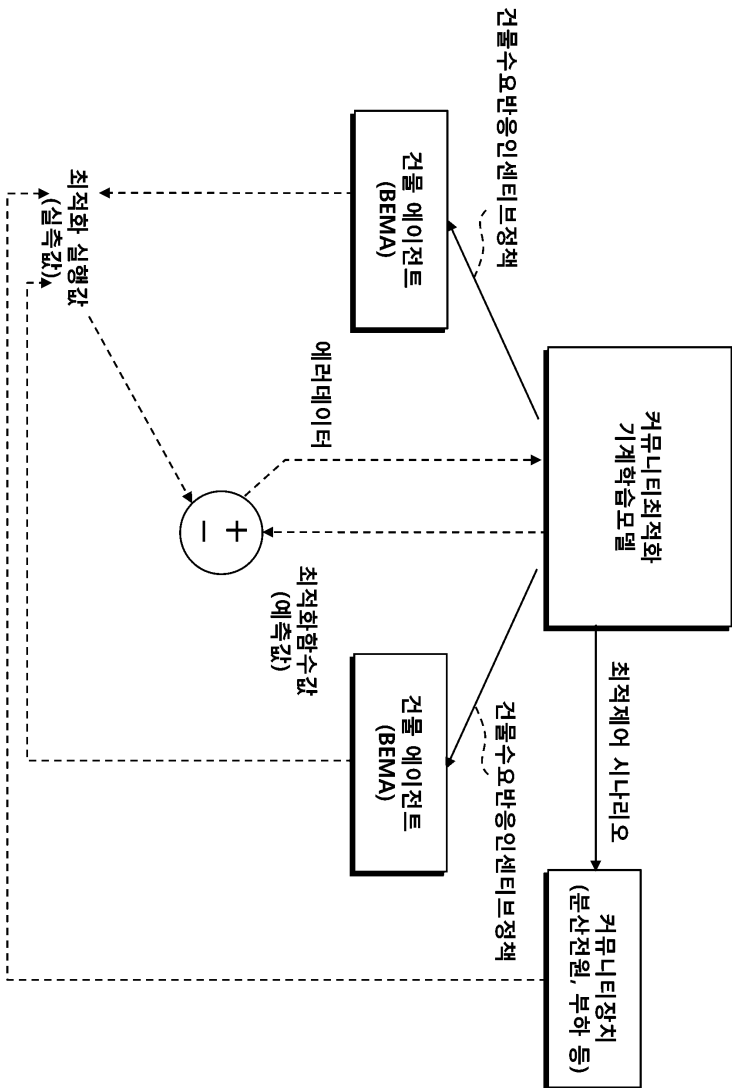 커뮤니티최적화
기계학습모델
최적제어 시나리오
커뮤니티장치
(분산전원, 부하 등)
건물수요반응인센티브정책
건물수요반응인센티브정책
건물 에이전트
(BEMA)
건물 에이전트
(BEMA)
에러데이터
최적화함수값
(예측값)
+
−
최적화 실행값
(실측값)